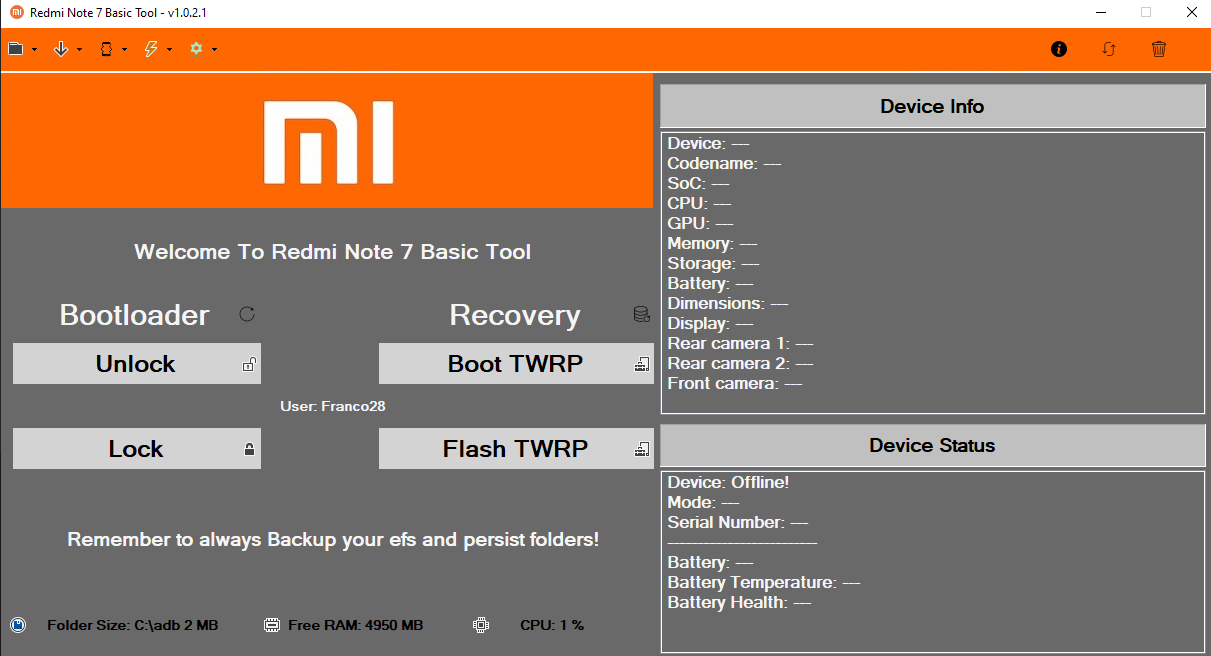 Redmi Note 7 Basic Tool - v1.0.2.1
Welcome To Redmi Note 7 Basic Tool
Bootloader
Recovery
Unlock
Boot TWRP
User: Franco28
Lock
Flash TWRP
Remember to always Backup your efs and persist folders!
Folder Size: C:\adb 2 MB
Free RAM: 4950 MB
CPU: 1 %
Device Info
Device: ---
Codename: ---
SoC: ---
CPU: ---
GPU: ---
Memory: ---
Storage: ---
Battery: ---
Dimensions: ---
Display: ---
Rear camera 1: ---
Rear camera 2: ---
Front camera: ---
Device Status
Device: Offline!
Mode: ---
Serial Number: ---
-------------------------
Battery: ---
Battery Temperature: ---
Battery Health: ---